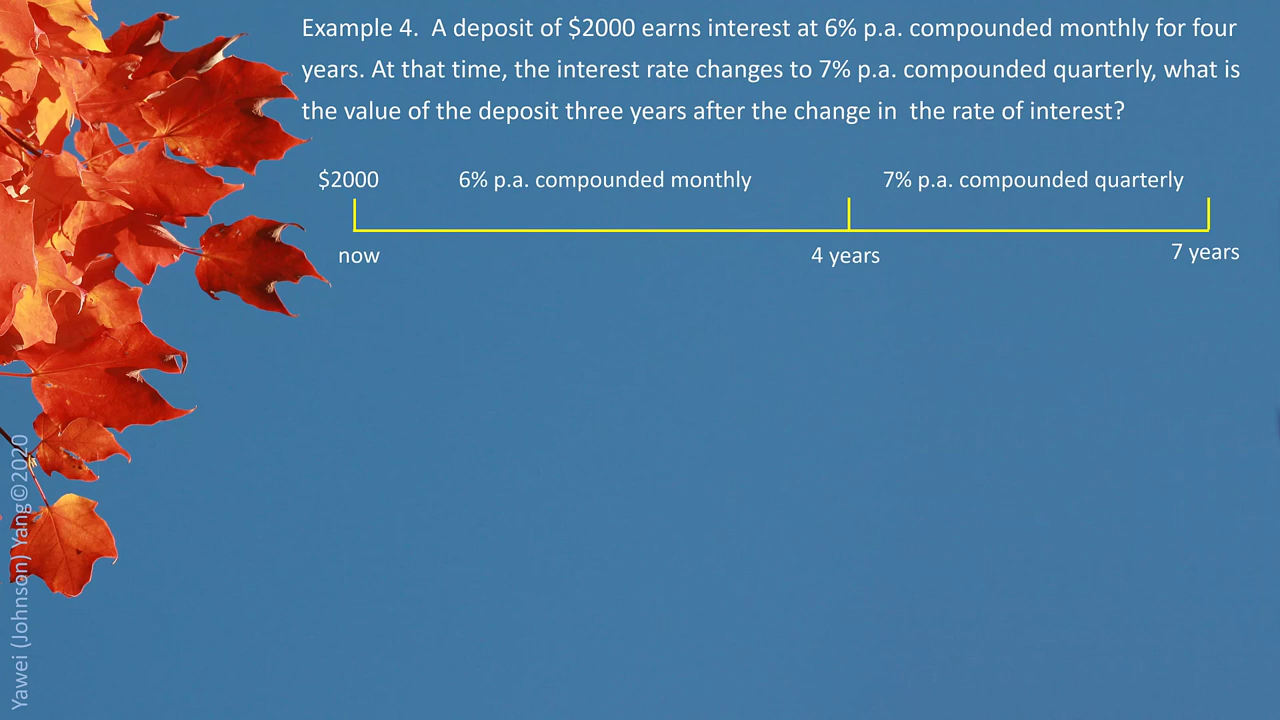 Example 4.  A deposit of $2000 earns interest at 6% p.a. compounded monthly for four
years. At that time, the interest rate changes to 7% p.a. compounded quarterly, what is
the value of the deposit three years after the change in  the rate of interest?
$2000 6% p.a. compounded monthly 7% p.a. compounded quarterly
now 4 years 7 years
Yawei (Johnson) Yang©2020